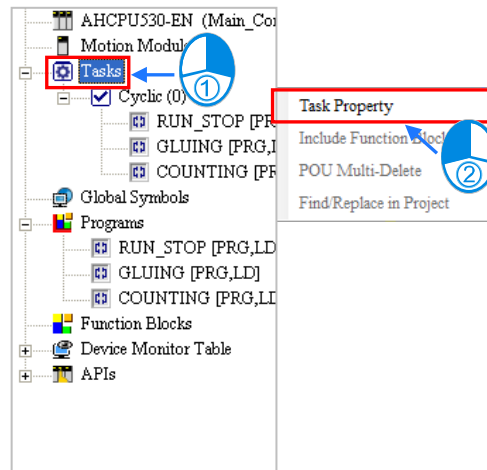 AHCPU530-EN (Main_Co
Motion Modul
Tasks
①
Cyclic (0)
RUN_STOP [PR
GLUING [PRG,L
COUNTING [PR
Global Symbols
Programs
RUN_STOP [PRG,LD
GLUING [PRG,LD]
COUNTING [PRG,LD
Function Blocks
Device Monitor Table
APIs
Task Property
Include Function Block
POU Multi-Delete
②
Find/Replace in Project